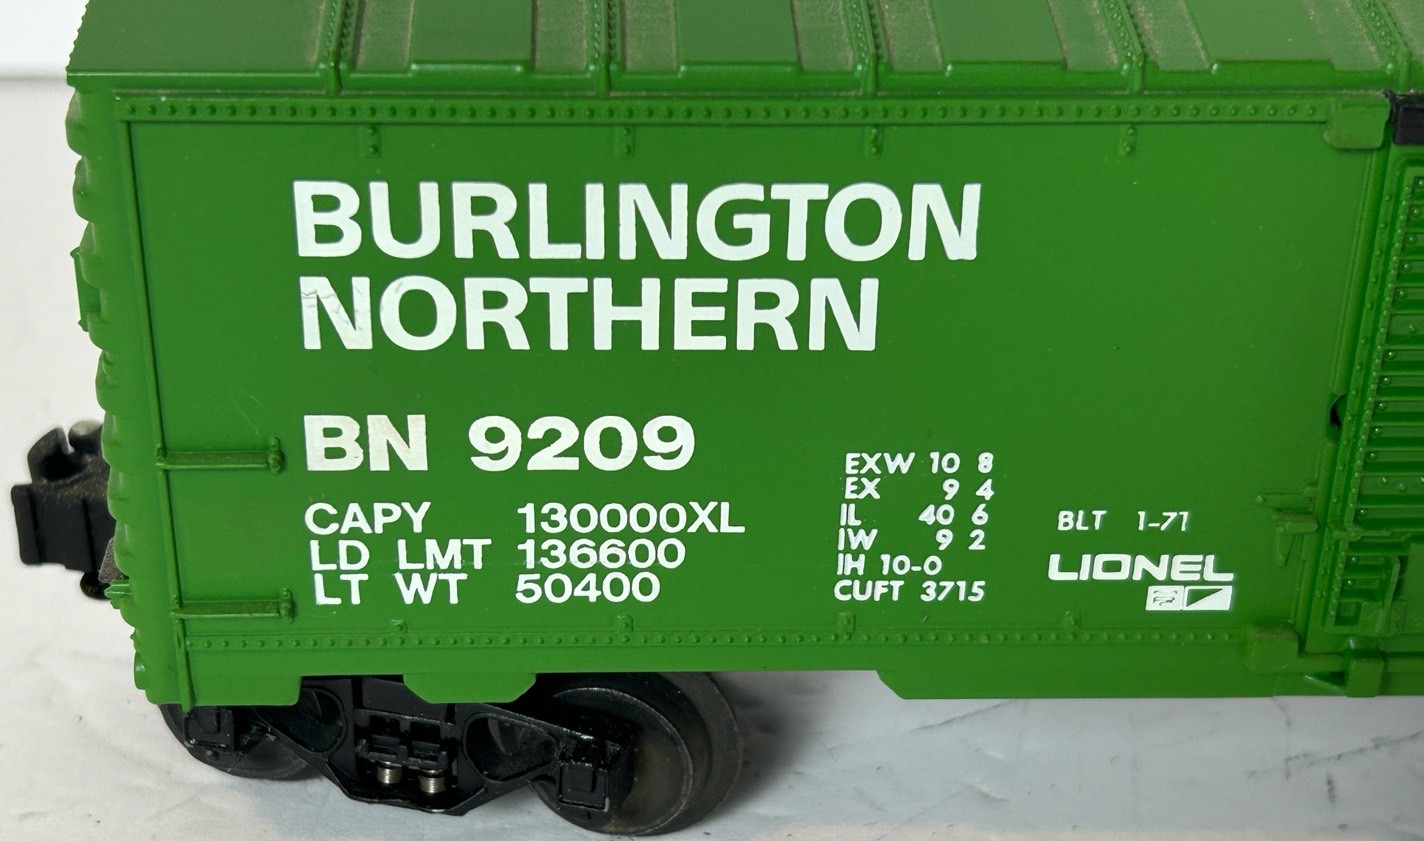 BURLINGTON
NORTHERN
BN 9209
CAPY 130000XL
LD LMT 136600
LT WT 50400
EXW 10 8
EX 9 4
IL 40 6
IW 9 2
IH 10-0
CUFT 3715
BLT 1-71
LIONEL